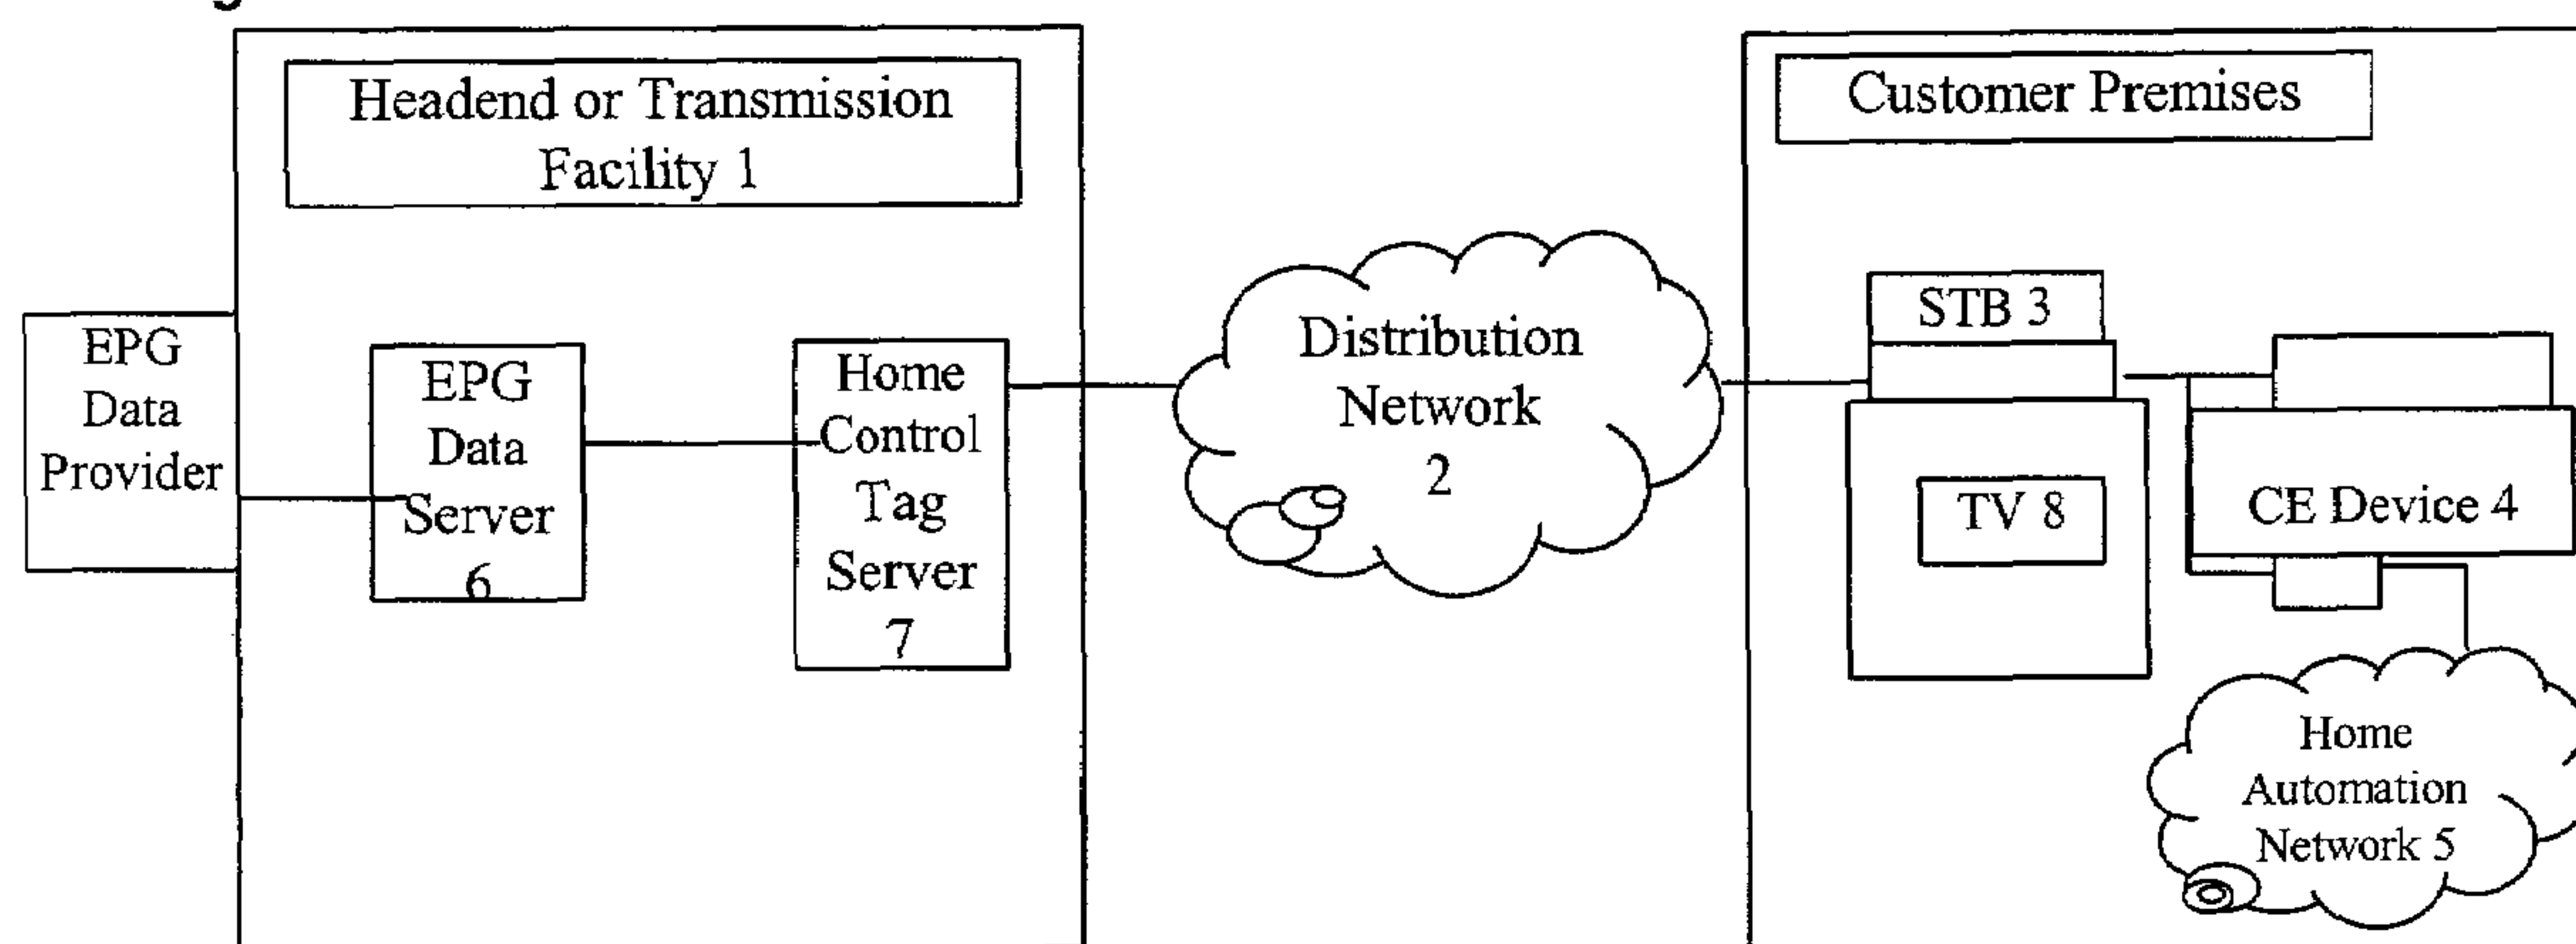 Headend or Transmission
Facility 1
Customer Premises
EPG
Data
Provider
EPG
Data
Server
6
Home
Control
Tag
Server
7
Distribution
Network
2
STB 3
TV 8
CE Device 4
Home
Automation
Network 5